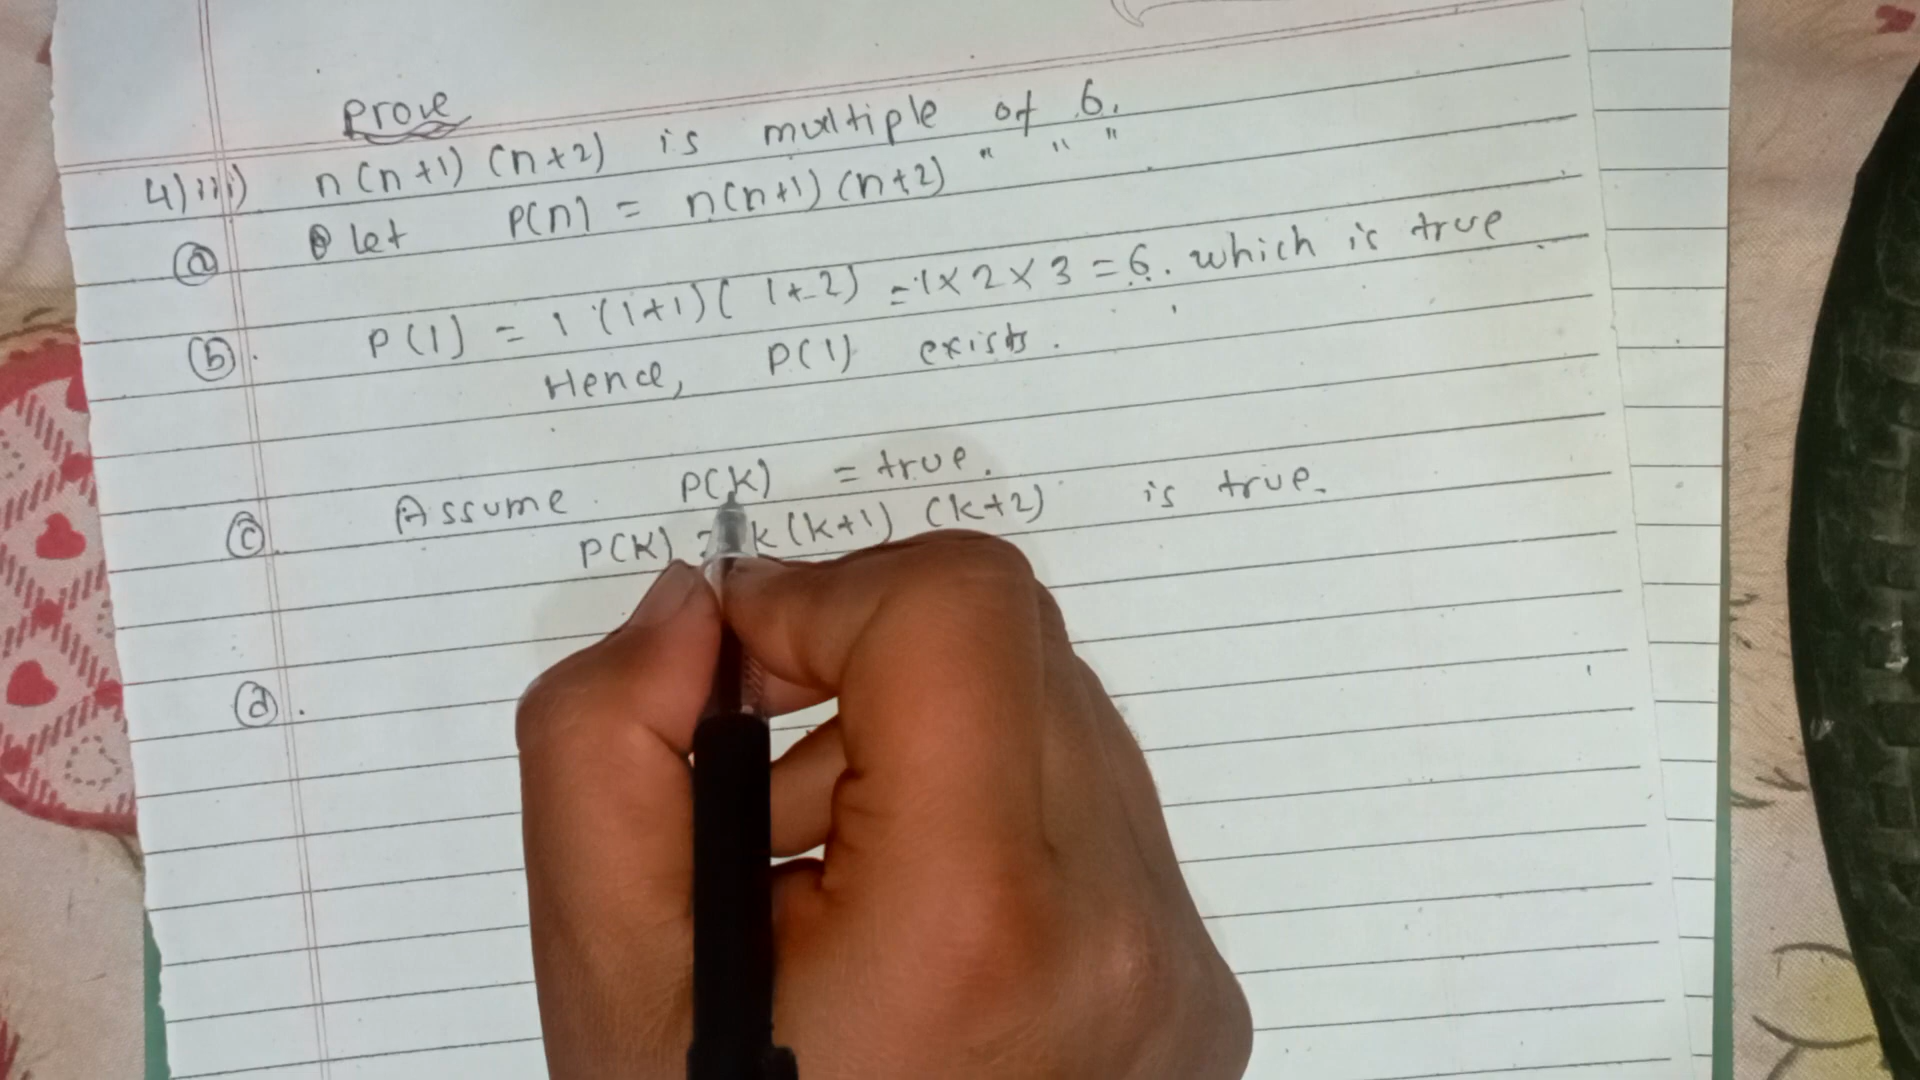 Prove
4) iii) n(n+1) (n+2) is multiple of 6.
ⓐ let P(n) = n(n+1) (n+2) " " "
ⓑ. P(1) = 1 (1+1) ( 1+2) = 1×2×3 = 6. which is true
Hence, P(1) exists.
ⓒ. Assume P(k) = true.
P(k) = k(k+1) (k+2) is true.
ⓓ.